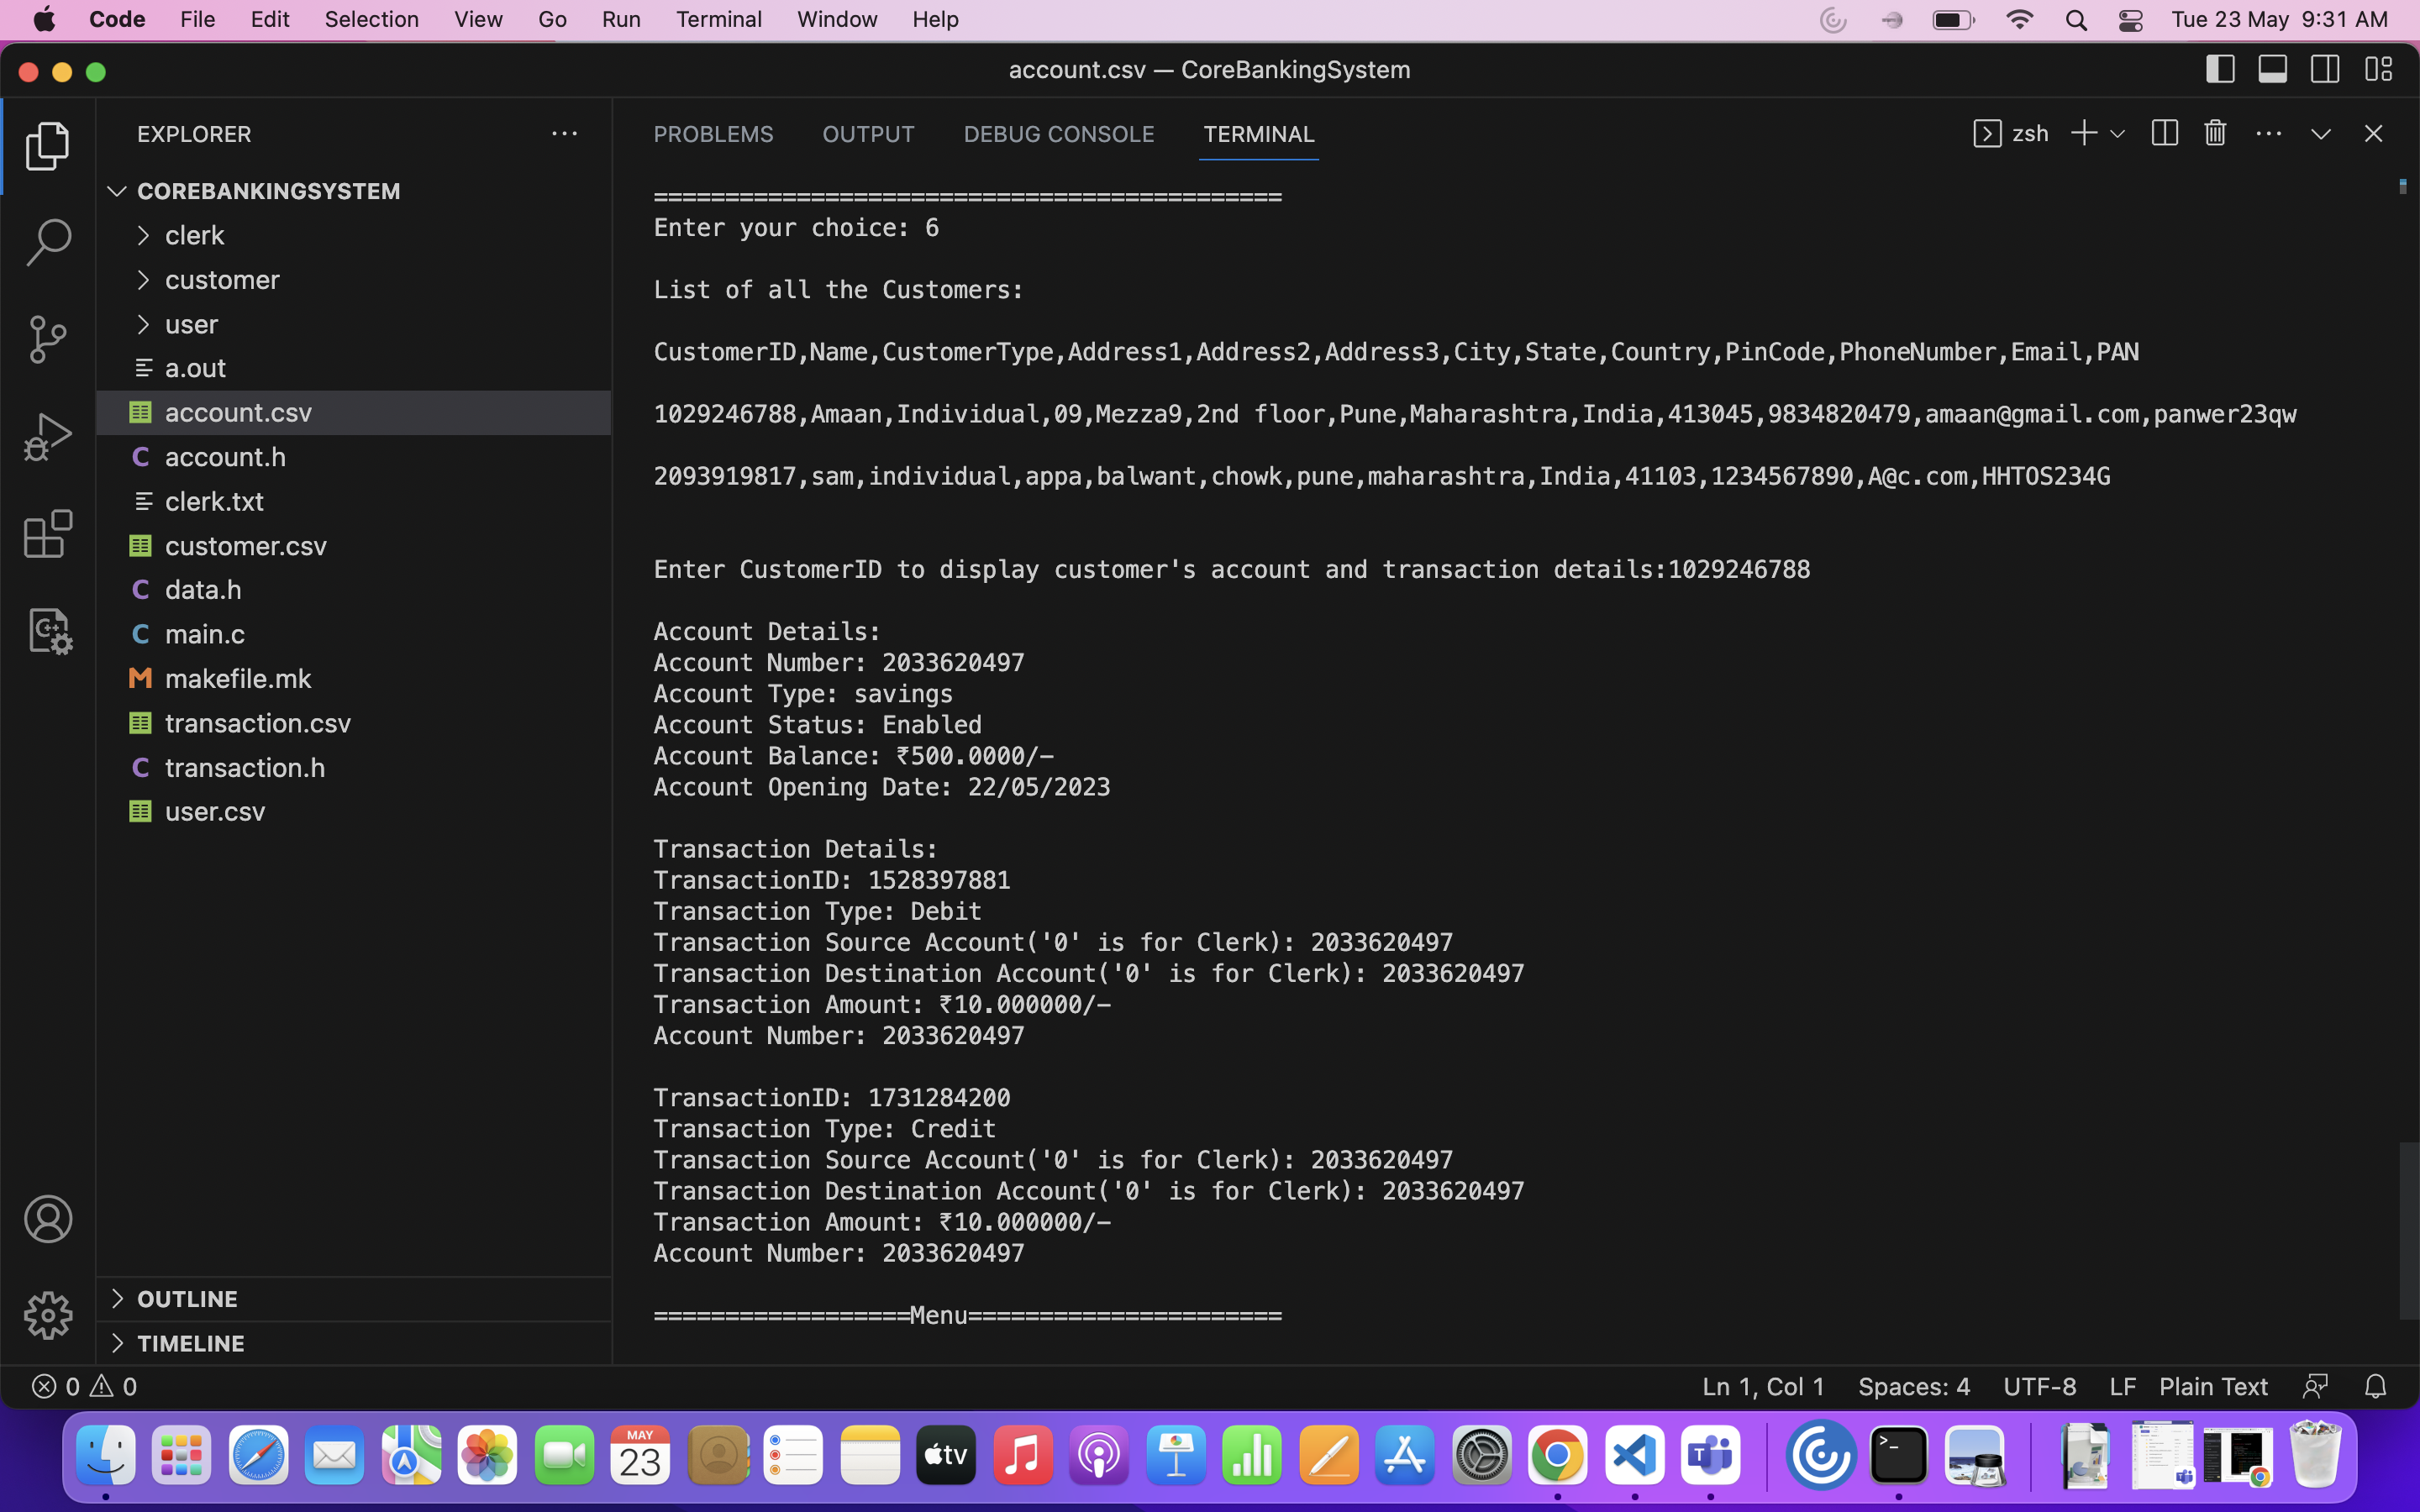 Code File Edit Selection View Go Run Terminal Window Help Tue 23 May 9:31 AM
account.csv — CoreBankingSystem
EXPLORER
COREBANKINGSYSTEM
clerk
customer
user
a.out
account.csv
C account.h
clerk.txt
customer.csv
C data.h
C main.c
M makefile.mk
transaction.csv
C transaction.h
user.csv
OUTLINE
TIMELINE
PROBLEMS OUTPUT DEBUG CONSOLE TERMINAL zsh
============================================
Enter your choice: 6
List of all the Customers:
CustomerID,Name,CustomerType,Address1,Address2,Address3,City,State,Country,PinCode,PhoneNumber,Email,PAN
1029246788,Amaan,Individual,09,Mezza9,2nd floor,Pune,Maharashtra,India,413045,9834820479,amaan@gmail.com,panwer23qw
2093919817,sam,individual,appa,balwant,chowk,pune,maharashtra,India,41103,1234567890,A@c.com,HHTOS234G
Enter CustomerID to display customer's account and transaction details:1029246788
Account Details:
Account Number: 2033620497
Account Type: savings
Account Status: Enabled
Account Balance: ₹500.0000/-
Account Opening Date: 22/05/2023
Transaction Details:
TransactionID: 1528397881
Transaction Type: Debit
Transaction Source Account('0' is for Clerk): 2033620497
Transaction Destination Account('0' is for Clerk): 2033620497
Transaction Amount: ₹10.000000/-
Account Number: 2033620497
TransactionID: 1731284200
Transaction Type: Credit
Transaction Source Account('0' is for Clerk): 2033620497
Transaction Destination Account('0' is for Clerk): 2033620497
Transaction Amount: ₹10.000000/-
Account Number: 2033620497
==================Menu======================
0 0 Ln 1, Col 1 Spaces: 4 UTF-8 LF Plain Text
MAY
23
tv